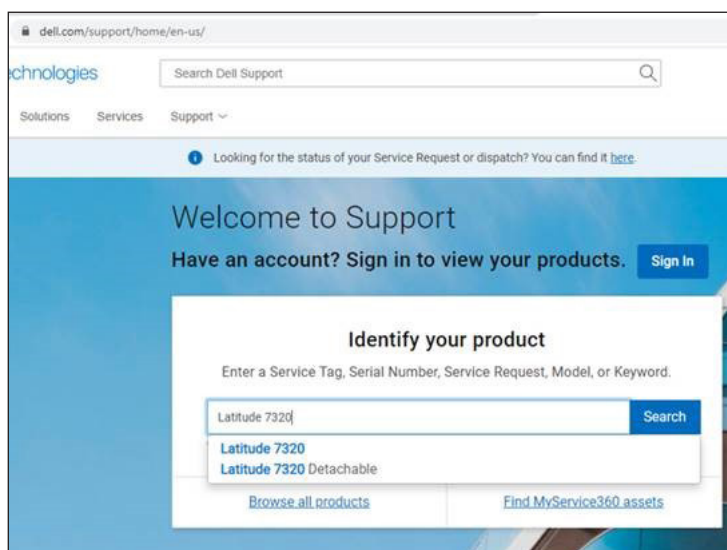 dell.com/support/home/en-us/
echnologies
Search Dell Support
Solutions Services Support
Looking for the status of your Service Request or dispatch? You can find it here.
Welcome to Support
Have an account? Sign in to view your products. Sign In
Identify your product
Enter a Service Tag, Serial Number, Service Request, Model, or Keyword.
Latitude 7320 Search
Latitude 7320
Latitude 7320 Detachable
Browse all products Find MyService360 assets